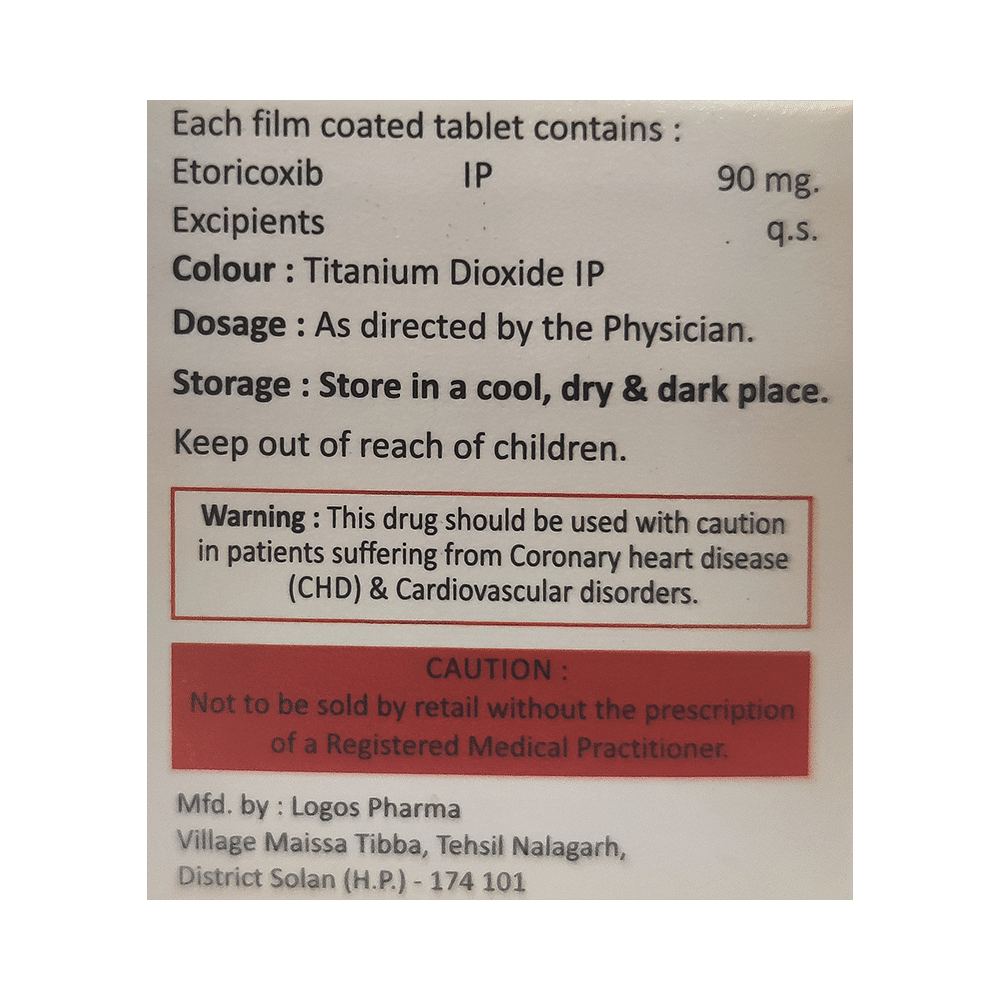 Each film coated tablet contains :
Etoricoxib IP 90 mg.
Excipients q.s.
Colour : Titanium Dioxide IP
Dosage : As directed by the Physician.
Storage : Store in a cool, dry & dark place.
Keep out of reach of children.
Warning : This drug should be used with caution
in patients suffering from Coronary heart disease
(CHD) & Cardiovascular disorders.
CAUTION :
Not to be sold by retail without the prescription
of a Registered Medical Practitioner.
Mfd. by : Logos Pharma
Village Maissa Tibba, Tehsil Nalagarh,
District Solan (H.P.) - 174 101